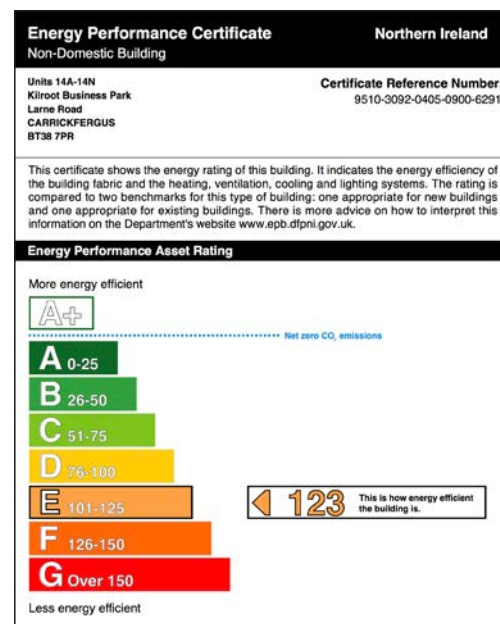 Energy Performance Certificate
Northern Ireland
Non-Domestic Building
Units 14A-14N
Kilroot Business Park
Larne Road
CARRICKFERGUS
BT38 7PR
Certificate Reference Number:
9510-3092-0405-0900-6291
This certificate shows the energy rating of this building. It indicates the energy efficiency of
the building fabric and the heating, ventilation, cooling and lighting systems. The rating is
compared to two benchmarks for this type of building: one appropriate for new buildings
and one appropriate for existing buildings. There is more advice on how to interpret this
information on the Department's website www.epb.dfpni.gov.uk.
Energy Performance Asset Rating
More energy efficient
A+
Net zero CO₂ emissions
A 0-25
B 26-50
C 51-75
D 76-100
E 101-125
123 This is how energy efficient
the building is.
F 126-150
G Over 150
Less energy efficient